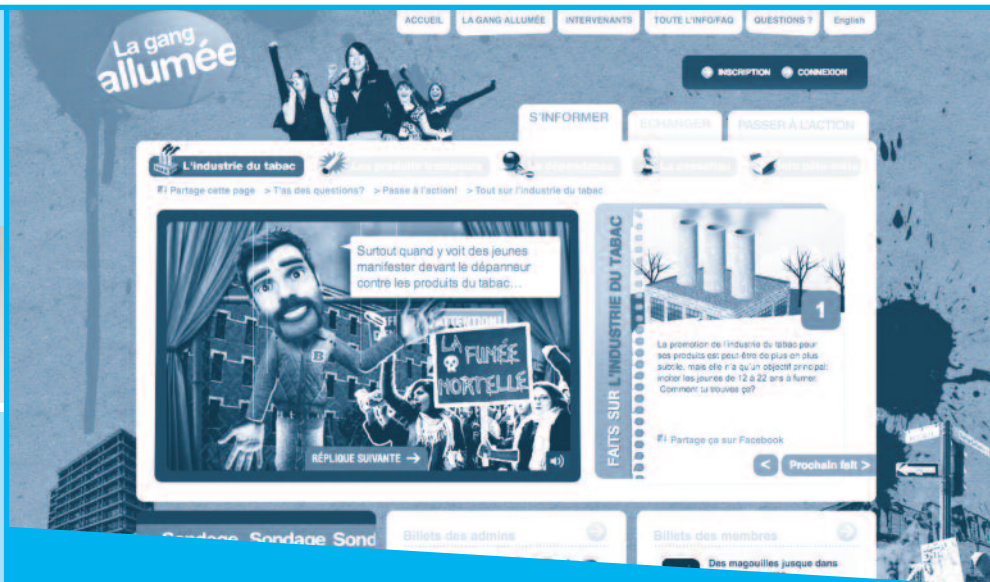 ACCUEIL
LA GANG ALLUMÉE
INTERVENANTS
TOUTE L'INFO/FAQ
QUESTIONS ?
English
La gang
allumée
INSCRIPTION
CONNEXION
S'INFORMER
ÉCHANGER
PASSER À L'ACTION
L'industrie du tabac
Partage cette page > T'as des questions? > Passe à l'action! > Tout sur l'industrie du tabac
Surtout quand y voit des jeunes
manifester devant le dépanneur
contre les produits du tabac...
ATTENTION!
LA
FUMÉE
MORTELLE
B
RÉPLIQUE SUIVANTE →
FAITS SUR L'INDUSTRIE DU TABAC
1
La promotion de l'industrie du tabac pour
ses produits est peut-être de plus en plus
subtile, mais elle n'a qu'un objectif principal:
inciter les jeunes de 12 à 22 ans à fumer.
Comment tu trouves ça?
Partage ça sur Facebook
<
Prochain fait >
Sondage Sondage Sond
Billets des admins
Billets des membres
Des magouilles jusque dans